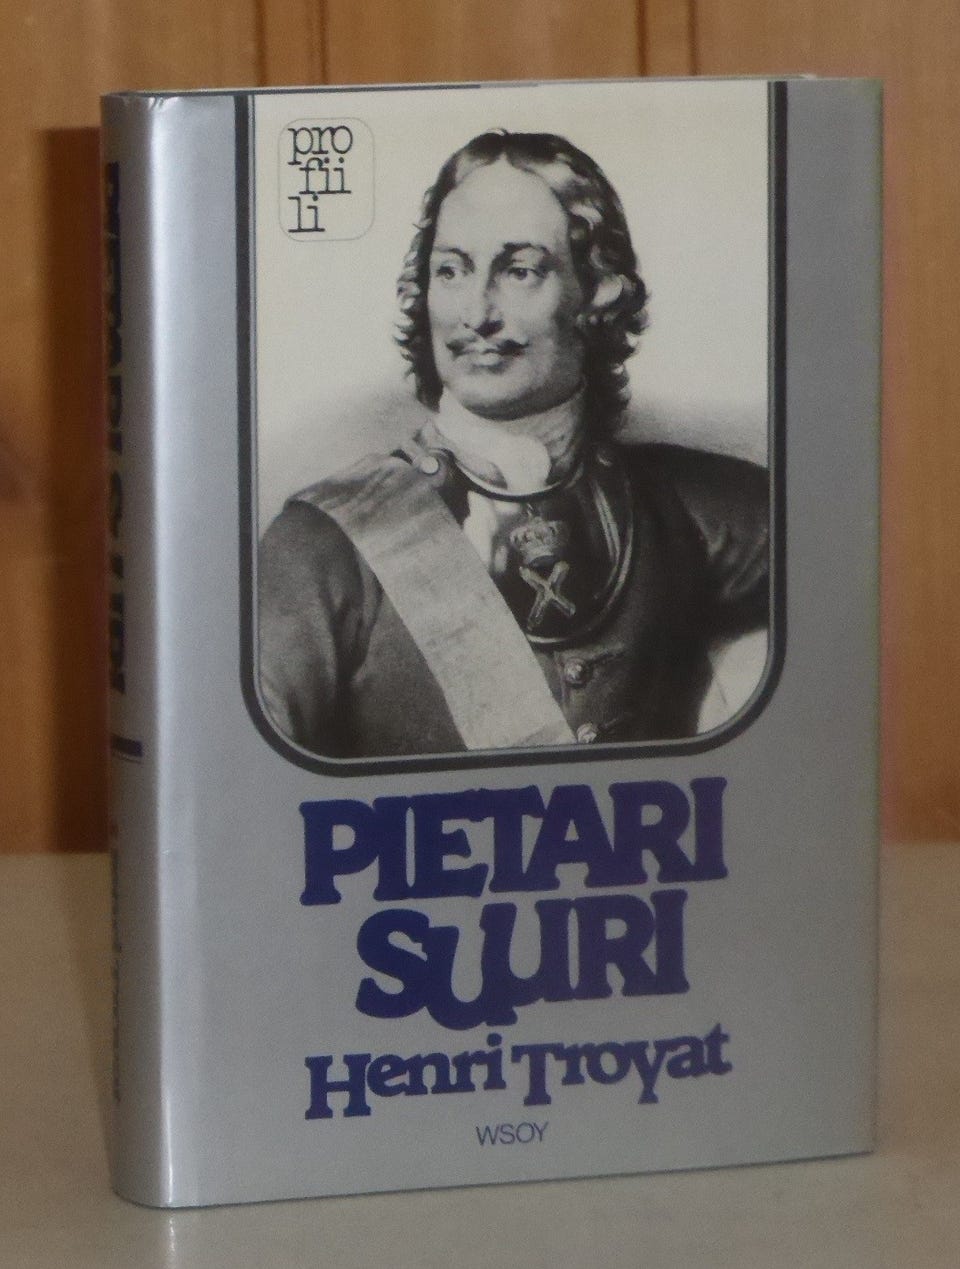 pro
fii
li
PIETARI
SUURI
Henri Troyat
WSOY